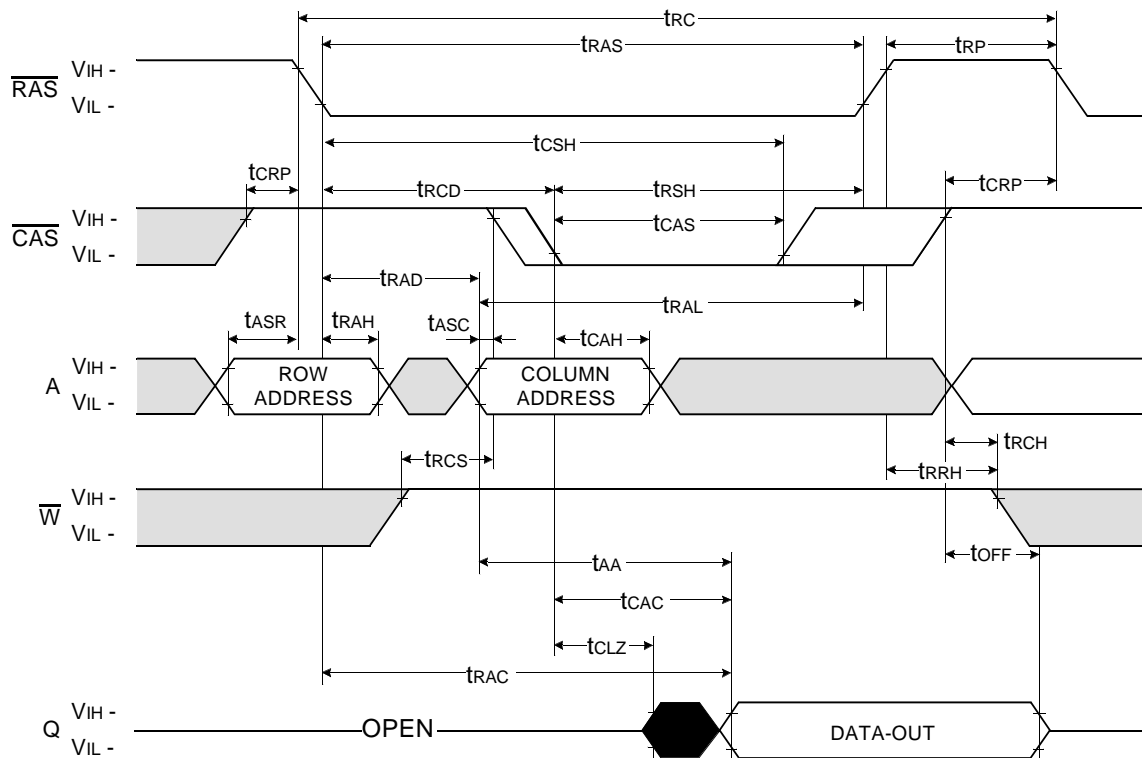 tRC
tRAS
tRP
RAS
VIH -
VIL -
tCSH
tCRP
tRCD
tRSH
tCRP
CAS
VIH -
VIL -
tCAS
tRAD
tRAL
tASR
tRAH
tASC
tCAH
A
VIH -
VIL -
ROW
ADDRESS
COLUMN
ADDRESS
tRCS
tRCH
tRRH
W
VIH -
VIL -
tAA
tOFF
tCAC
tCLZ
tRAC
Q
VIH -
VIL -
OPEN
DATA-OUT